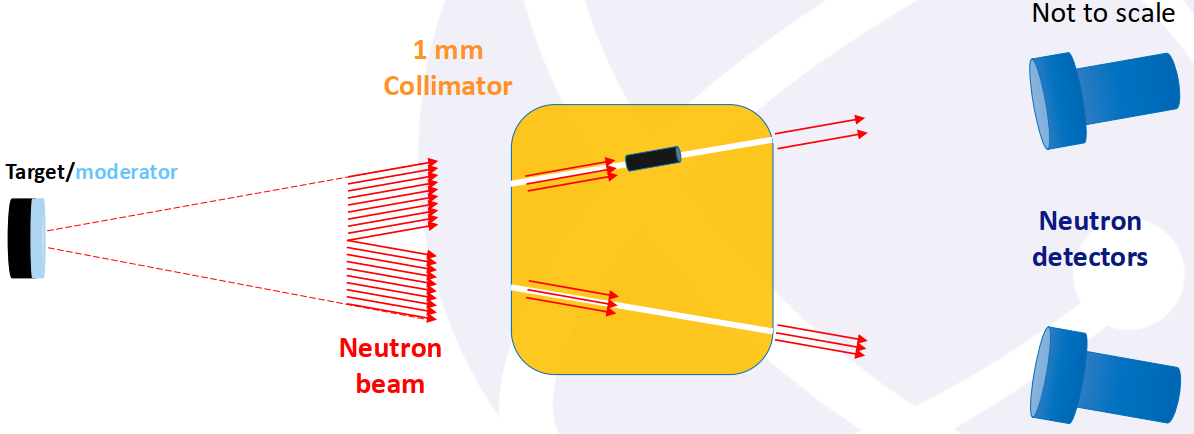 Not to scale
1 mm
Collimator
Target/moderator
Neutron
detectors
Neutron
beam